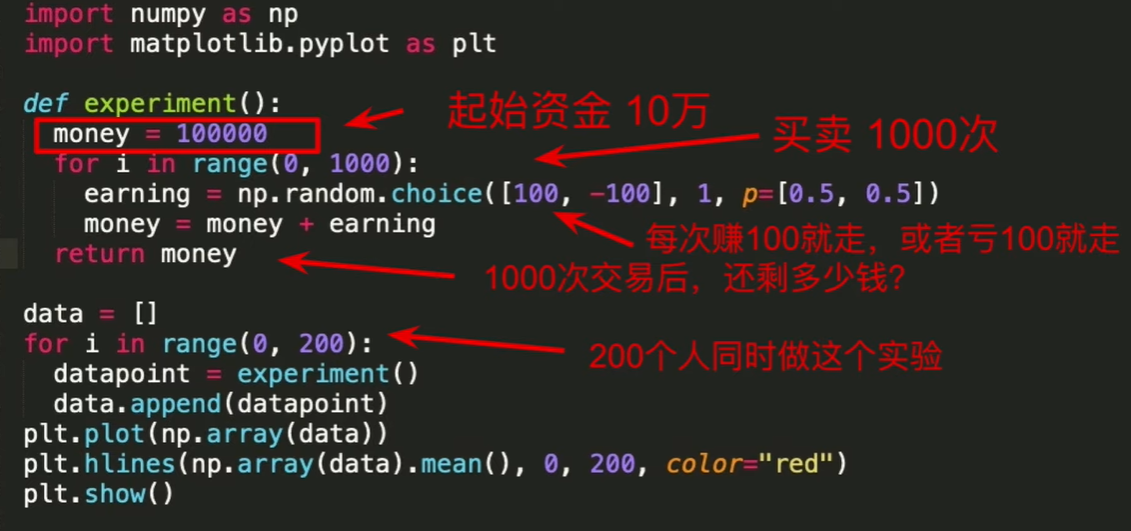 import numpy as np
import matplotlib.pyplot as plt
def experiment():
money = 100000
起始资金 10万
for i in range(0, 1000):
买卖 1000次
earning = np.random.choice([100, -100], 1, p=[0.5, 0.5])
money = money + earning
每次赚100就走，或者亏100就走
return money
1000次交易后，还剩多少钱？
data = []
for i in range(0, 200):
200个人同时做这个实验
datapoint = experiment()
data.append(datapoint)
plt.plot(np.array(data))
plt.hlines(np.array(data).mean(), 0, 200, color="red")
plt.show()